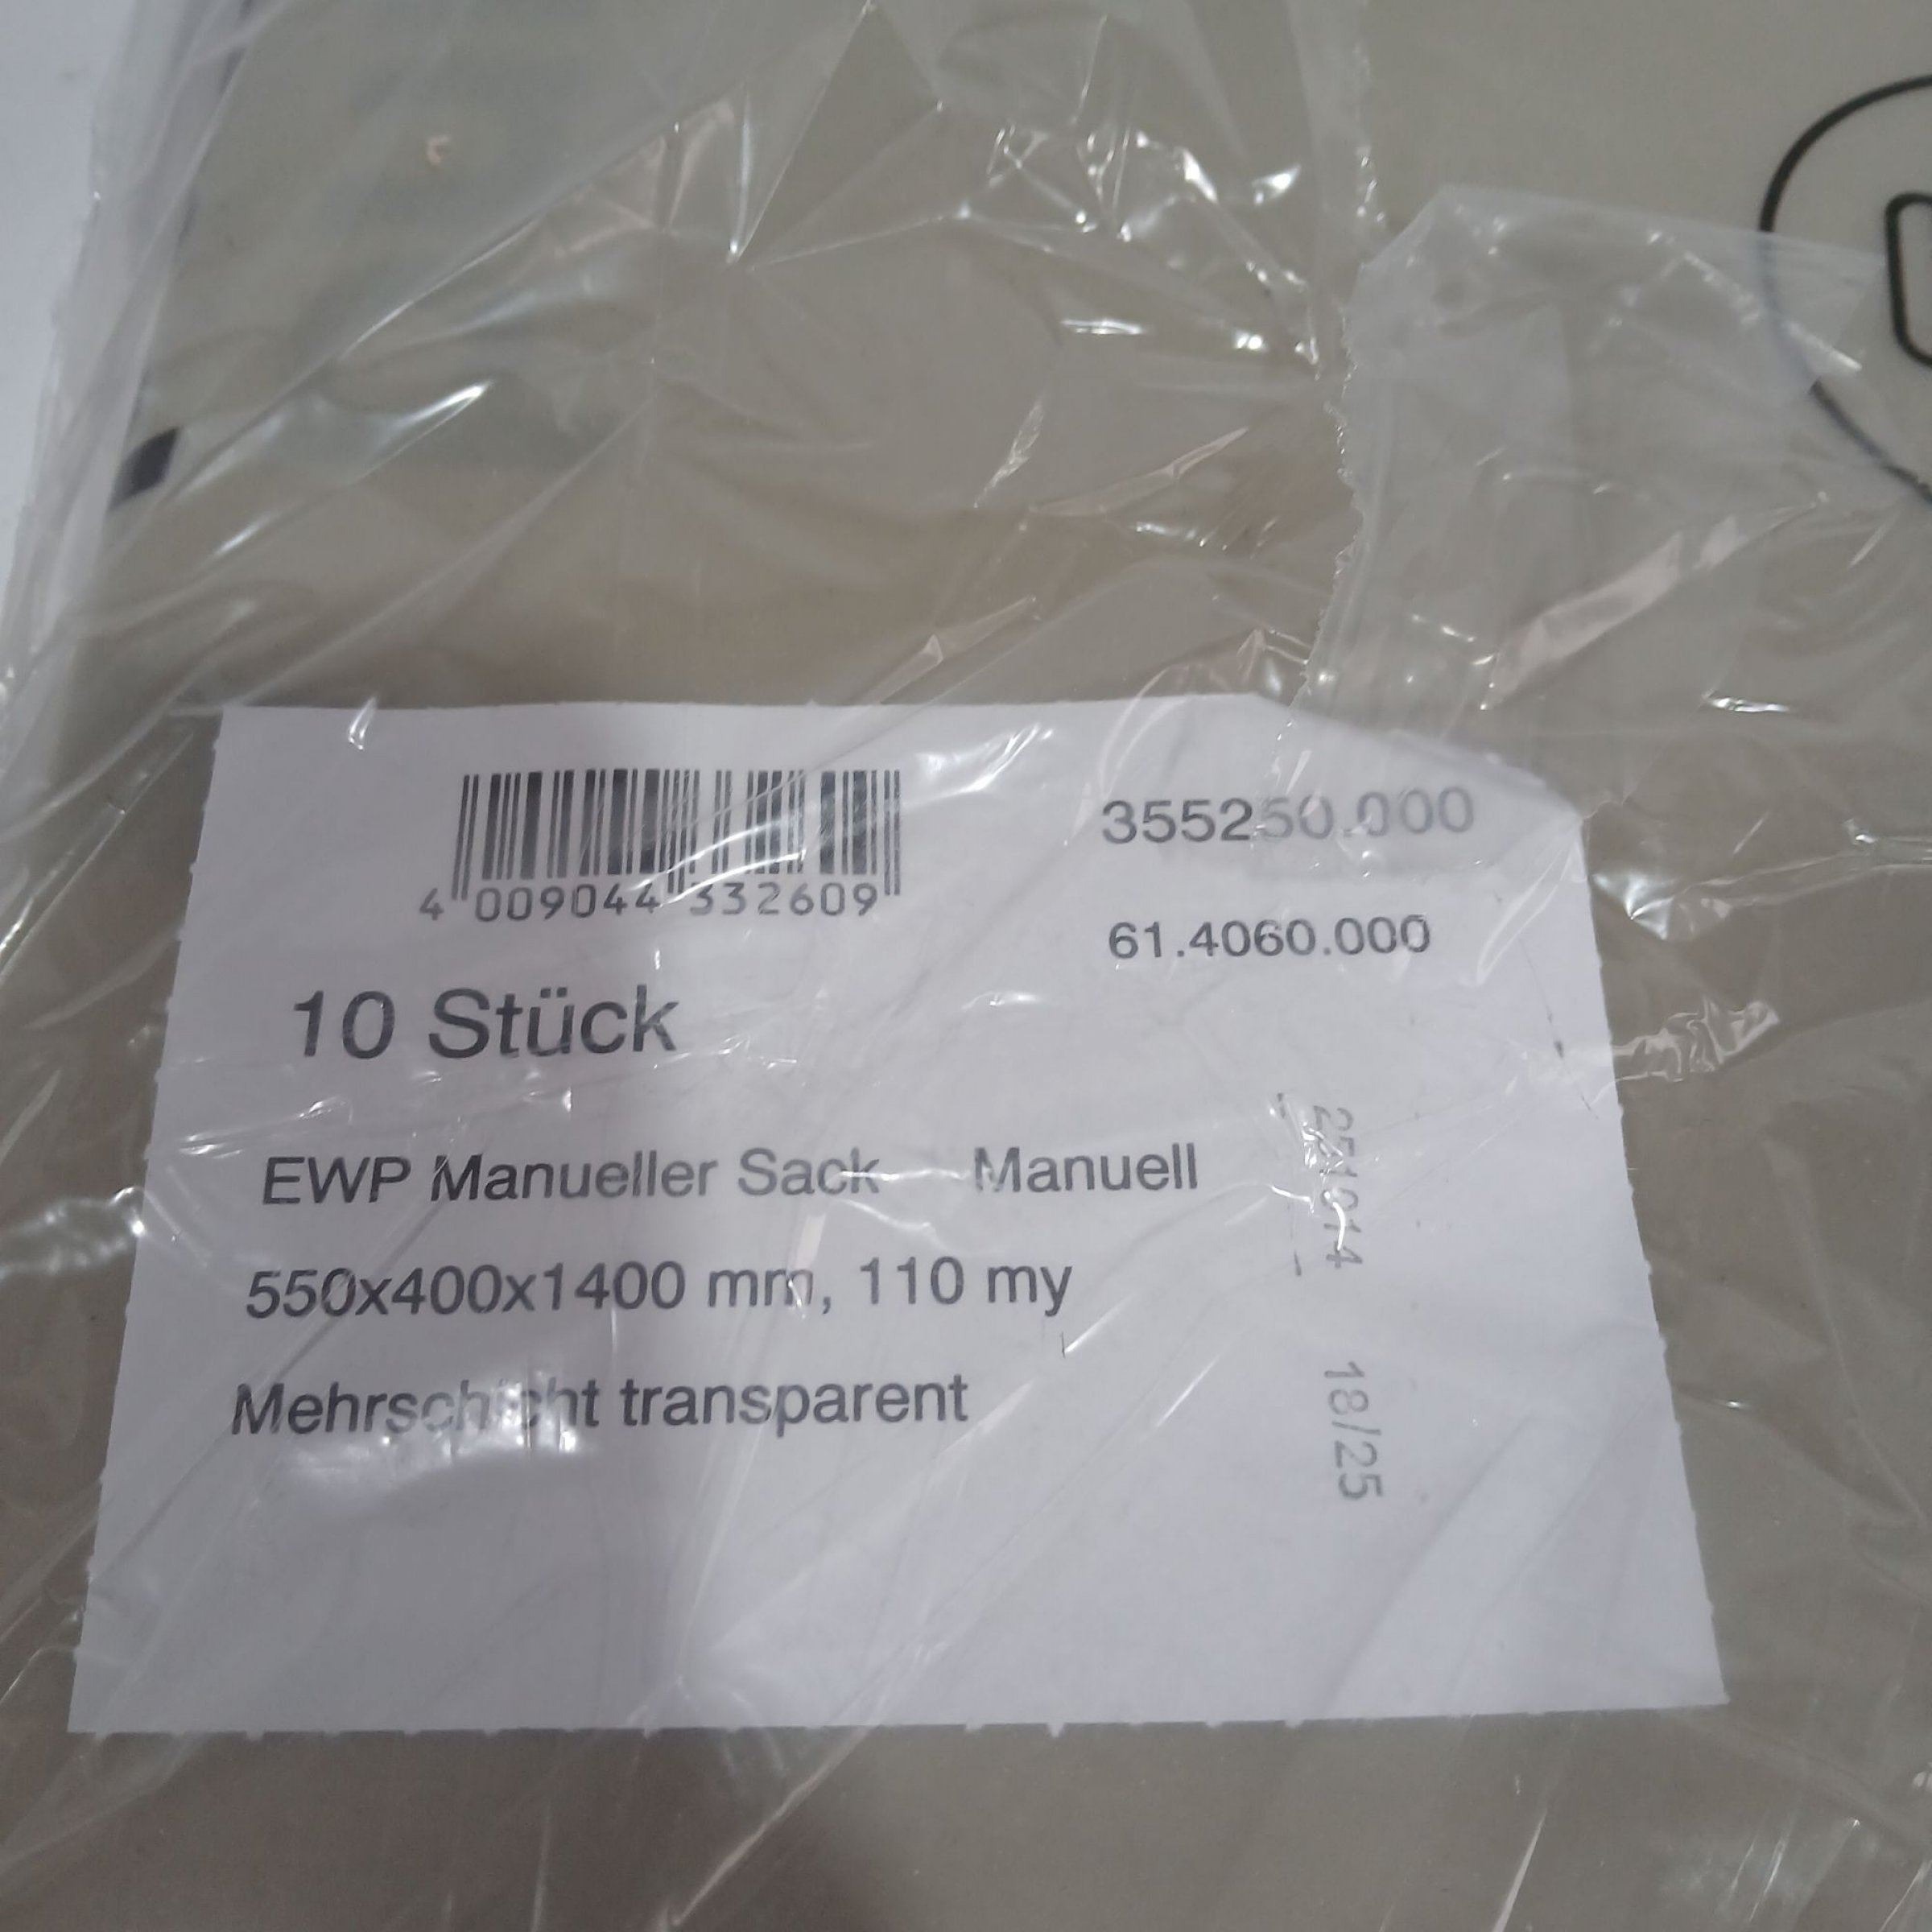 355250.000
4 009044 332609
61.4060.000
10 Stück
EWP Manueller Sack Manuell
550x400x1400 mm, 110 my
Mehrschicht transparent
251014
18/25